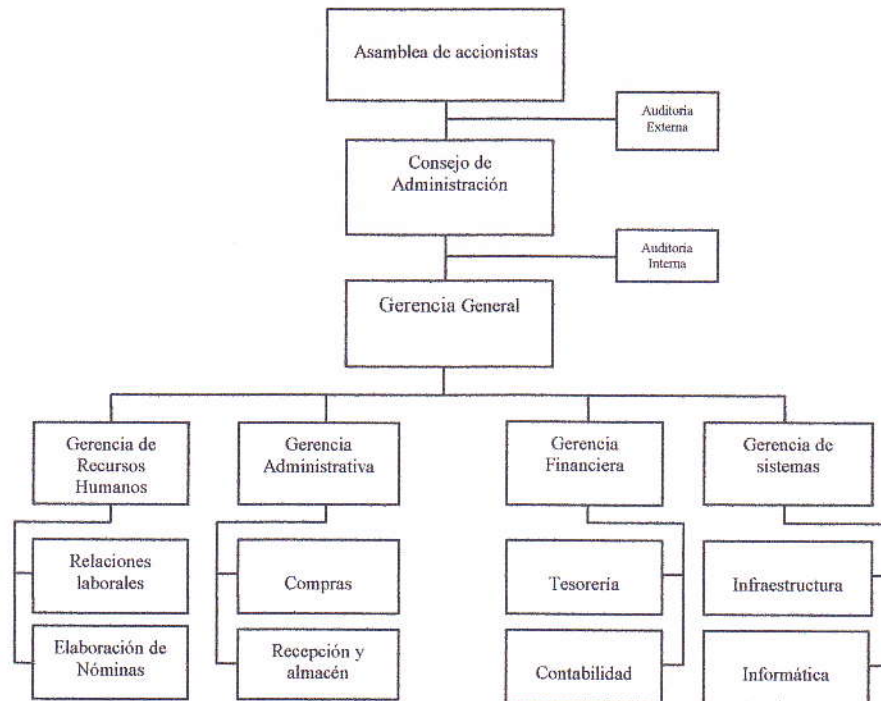 Asamblea de accionistas
Auditoria
Externa
Consejo de
Administración
Auditoria
Interna
Gerencia General
Gerencia de
Recursos
Humanos
Gerencia
Administrativa
Gerencia
Financiera
Gerencia de
sistemas
Relaciones
laborales
Compras
Tesorería
Infraestructura
Elaboración de
Nóminas
Recepción y
almacén
Contabilidad
Informática